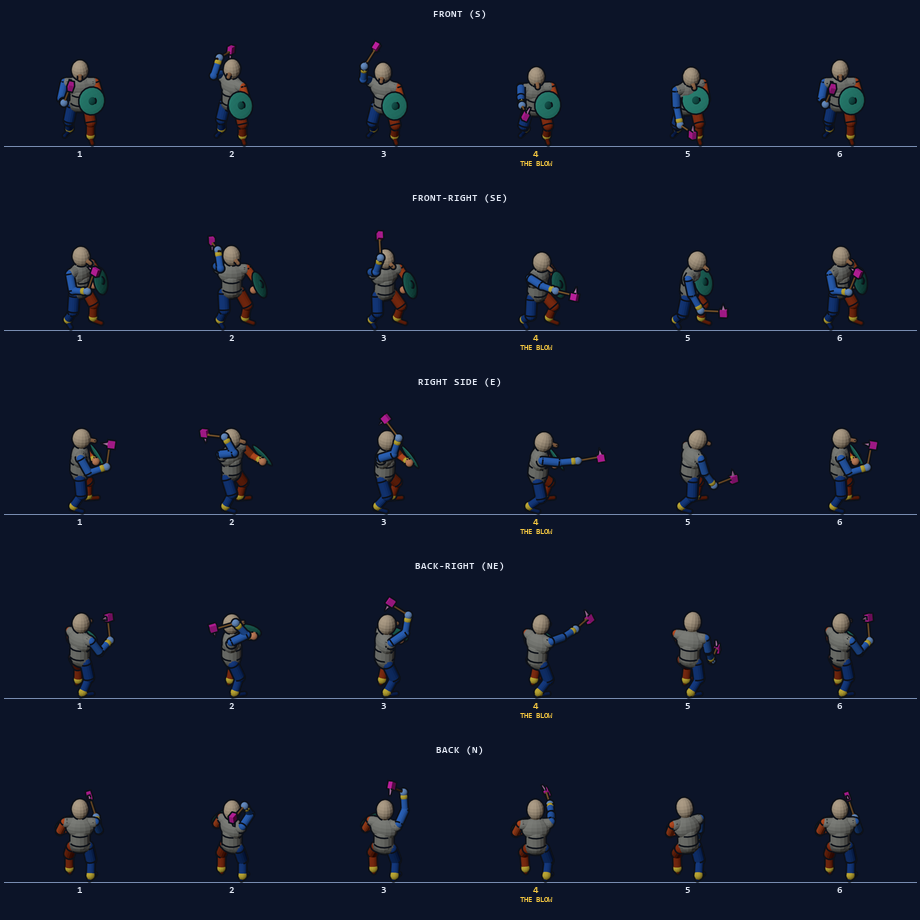 FRONT (S)
1 2 3 4 5 6
THE BLOW
FRONT-RIGHT (SE)
1 2 3 4 5 6
THE BLOW
RIGHT SIDE (E)
1 2 3 4 5 6
THE BLOW
BACK-RIGHT (NE)
1 2 3 4 5 6
THE BLOW
BACK (N)
1 2 3 4 5 6
THE BLOW